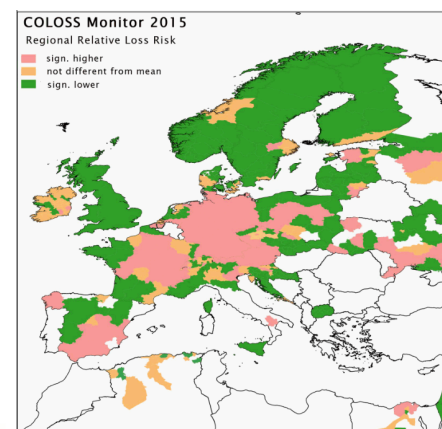 COLOSS Monitor 2015
Regional Relative Loss Risk
sign. higher
not different from mean
sign. lower